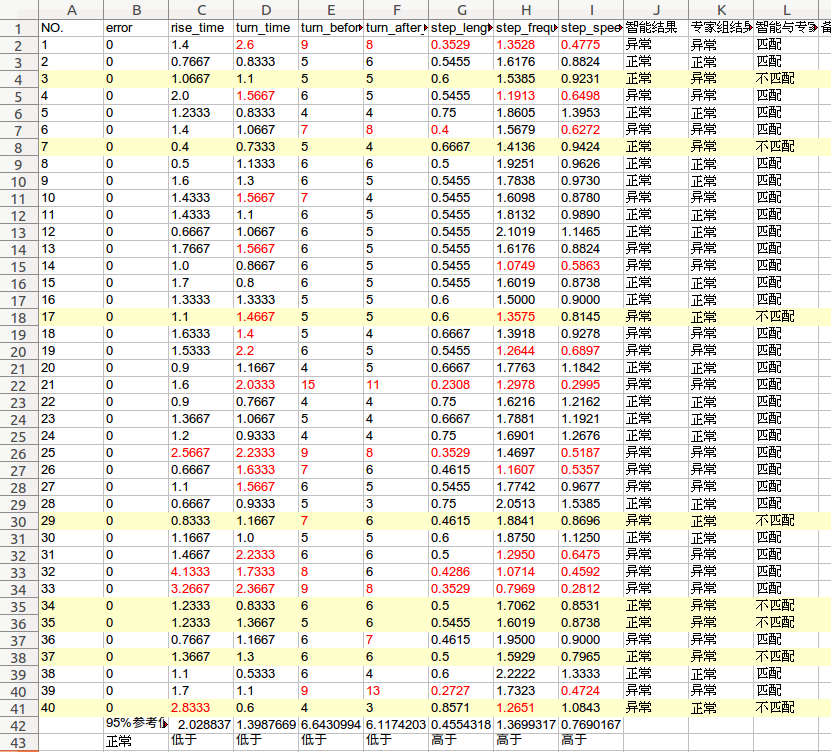 A B C D E F G H I J K L
1 NO. error rise_time turn_time turn_befor turn_after_ step_leng step_frequ step_spee 智能结果 专家组结 智能与专 备
2 1 0 1.4 2.6 9 8 0.3529 1.3528 0.4775 异常 异常 匹配
3 2 0 0.7667 0.8333 5 6 0.5455 1.6176 0.8824 正常 正常 匹配
4 3 0 1.0667 1.1 5 5 0.6 1.5385 0.9231 正常 异常 不匹配
5 4 0 2.0 1.5667 6 5 0.5455 1.1913 0.6498 异常 异常 匹配
6 5 0 1.2333 0.8333 4 4 0.75 1.8605 1.3953 正常 正常 匹配
7 6 0 1.4 1.0667 7 8 0.4 1.5679 0.6272 异常 异常 匹配
8 7 0 0.4 0.7333 5 4 0.6667 1.4136 0.9424 正常 异常 不匹配
9 8 0 0.5 1.1333 6 6 0.5 1.9251 0.9626 正常 正常 匹配
10 9 0 1.6 1.3 6 5 0.5455 1.7838 0.9730 正常 正常 匹配
11 10 0 1.4333 1.5667 7 4 0.5455 1.6098 0.8780 异常 异常 匹配
12 11 0 1.4333 1.1 6 5 0.5455 1.8132 0.9890 正常 正常 匹配
13 12 0 0.6667 1.0667 6 5 0.5455 2.1019 1.1465 正常 正常 匹配
14 13 0 1.7667 1.5667 6 5 0.5455 1.6176 0.8824 异常 异常 匹配
15 14 0 1.0 0.8667 6 5 0.5455 1.0749 0.5863 异常 异常 匹配
16 15 0 1.7 0.8 6 5 0.5455 1.6019 0.8738 正常 正常 匹配
17 16 0 1.3333 1.3333 5 5 0.6 1.5000 0.9000 正常 正常 匹配
18 17 0 1.1 1.4667 5 5 0.6 1.3575 0.8145 异常 正常 不匹配
19 18 0 1.6333 1.4 5 4 0.6667 1.3918 0.9278 异常 异常 匹配
20 19 0 1.5333 2.2 6 5 0.5455 1.2644 0.6897 异常 异常 匹配
21 20 0 0.9 1.1667 4 5 0.6667 1.7763 1.1842 正常 正常 匹配
22 21 0 1.6 2.0333 15 11 0.2308 1.2978 0.2995 异常 异常 匹配
23 22 0 0.9 0.7667 4 4 0.75 1.6216 1.2162 正常 正常 匹配
24 23 0 1.3667 1.0667 5 4 0.6667 1.7881 1.1921 正常 正常 匹配
25 24 0 1.2 0.9333 4 4 0.75 1.6901 1.2676 正常 正常 匹配
26 25 0 2.5667 2.2333 9 8 0.3529 1.4697 0.5187 异常 异常 匹配
27 26 0 0.6667 1.6333 7 6 0.4615 1.1607 0.5357 异常 异常 匹配
28 27 0 1.1 1.5667 6 5 0.5455 1.7742 0.9677 异常 异常 匹配
29 28 0 0.6667 0.9333 5 3 0.75 2.0513 1.5385 正常 正常 匹配
30 29 0 0.8333 1.1667 7 6 0.4615 1.8841 0.8696 异常 正常 不匹配
31 30 0 1.1667 1.0 5 5 0.6 1.8750 1.1250 正常 正常 匹配
32 31 0 1.4667 2.2333 6 6 0.5 1.2950 0.6475 异常 异常 匹配
33 32 0 4.1333 1.7333 8 6 0.4286 1.0714 0.4592 异常 异常 匹配
34 33 0 3.2667 2.3667 9 8 0.3529 0.7969 0.2812 异常 异常 匹配
35 34 0 1.2333 0.8333 6 6 0.5 1.7062 0.8531 正常 异常 不匹配
36 35 0 1.2333 1.3667 5 6 0.5455 1.6019 0.8738 正常 异常 不匹配
37 36 0 0.7667 1.1667 6 7 0.4615 1.9500 0.9000 异常 异常 匹配
38 37 0 1.3667 1.3 6 6 0.5 1.5929 0.7965 正常 异常 不匹配
39 38 0 1.1 0.5333 6 4 0.6 2.2222 1.3333 正常 正常 匹配
40 39 0 1.7 1.1 9 13 0.2727 1.7323 0.4724 异常 异常 匹配
41 40 0 2.8333 0.6 4 3 0.8571 1.2651 1.0843 异常 正常 不匹配
42 95%参考值 2.028837 1.3987669 6.6430994 6.1174203 0.4554318 1.3699317 0.7690167
43 正常 低于 低于 低于 低于 高于 高于 高于